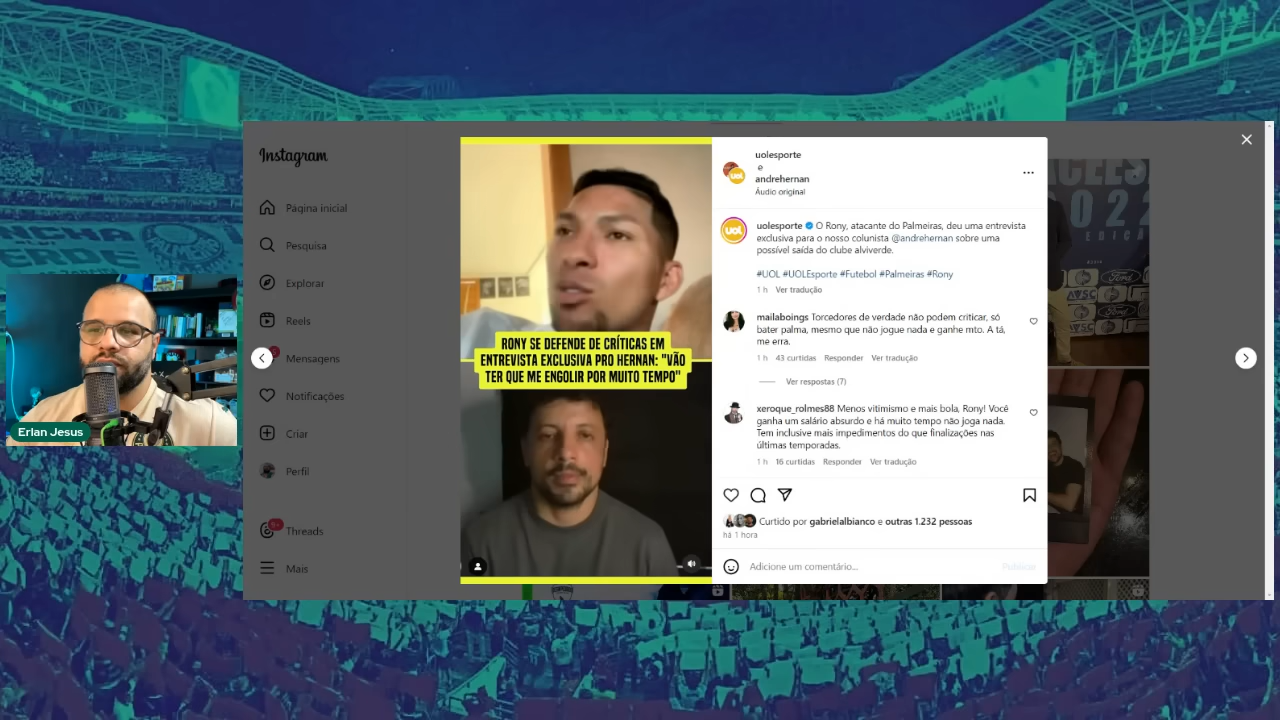 Instagram
Página inicial
Pesquisa
Explorar
Reels
Mensagens
Notificações
Criar
Perfil
Threads
9+
Mais
Erlan Jesus
RONY SE DEFENDE DE CRÍTICAS EM
ENTREVISTA EXCLUSIVA PRO HERNAN: "VÃO
TER QUE ME ENGOLIR POR MUITO TEMPO"
uolesporte
e
andrehernan
Áudio original
UOL
uolesporte O Rony, atacante do Palmeiras, deu uma entrevista
exclusiva para o nosso colunista @andrehernan sobre uma
possível saída do clube alviverde.
#UOL #UOLEsporte #Futebol #Palmeiras #Rony
1 h Ver tradução
mailaboings Torcedores de verdade não podem criticar, só
bater palma, mesmo que não jogue nada e ganhe mto. A tá,
me erra.
1 h 43 curtidas Responder Ver tradução
Ver respostas (7)
xeroque_rolmes88 Menos vitimismo e mais bola, Rony! Você
ganha um salário absurdo e há muito tempo não joga nada.
Tem inclusive mais impedimentos do que finalizações nas
últimas temporadas.
1 h 16 curtidas Responder Ver tradução
Curtido por gabrielalbianco e outras 1.232 pessoas
há 1 hora
Adicione um comentário...
Publicar
2022
AVSC
Ford